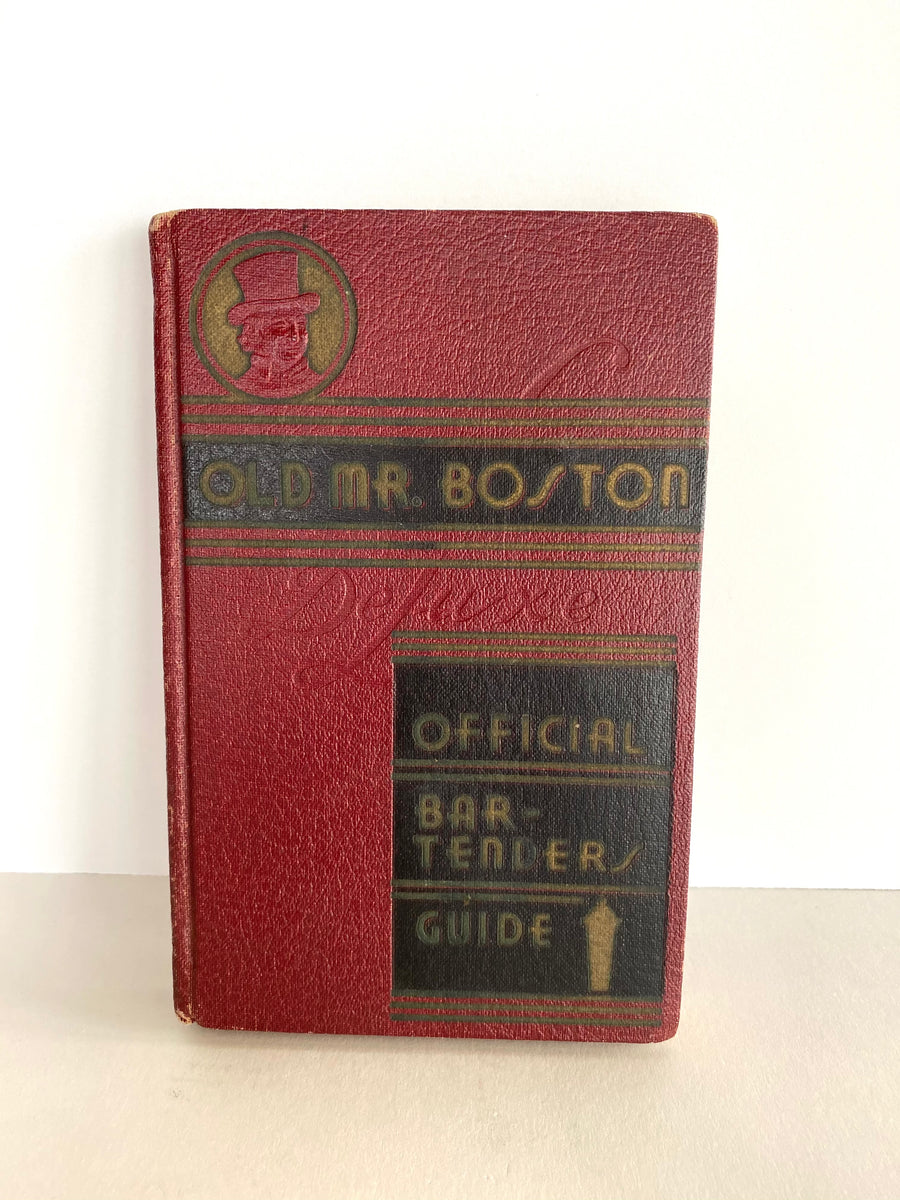 OLD MR. BOSTON
Deluxe
OFFICIAL
BAR-
TENDERS
GUIDE